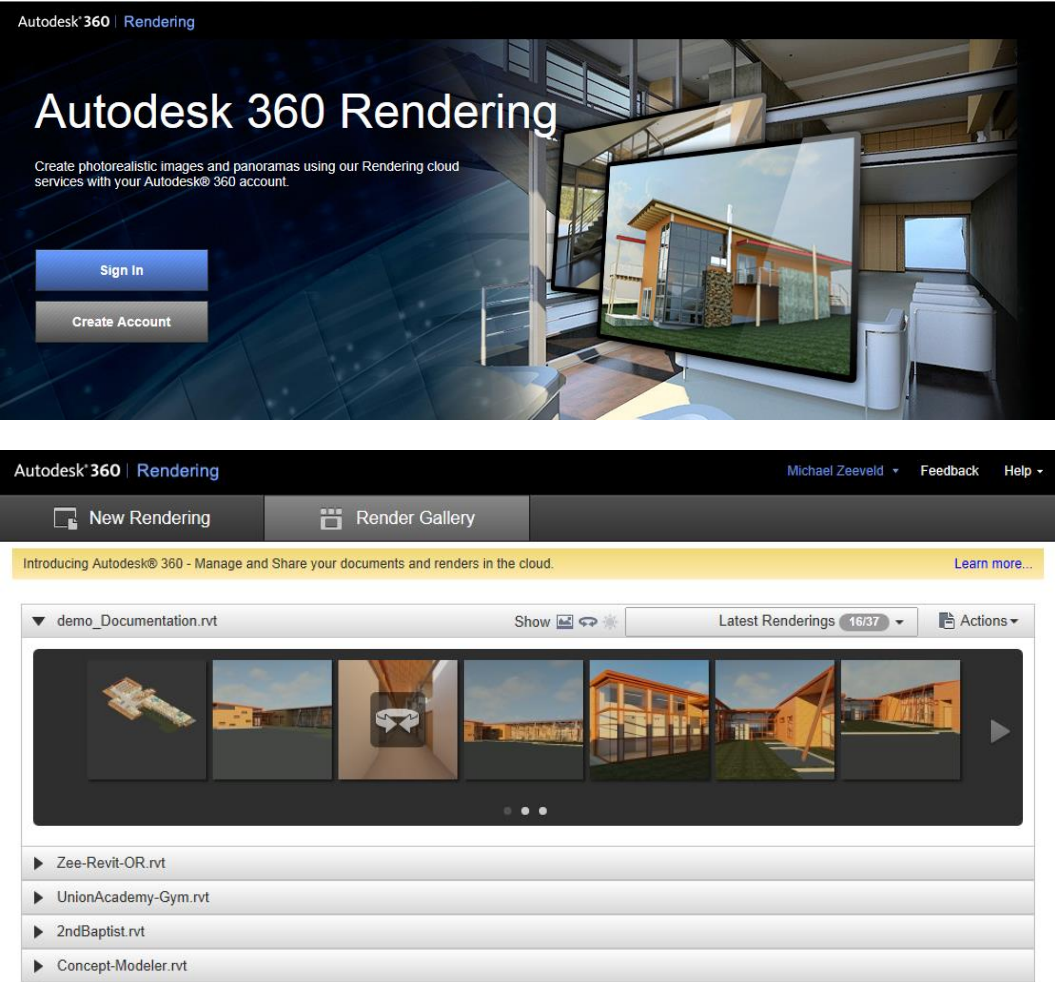 Autodesk® 360 | Rendering
Autodesk 360 Rendering
Create photorealistic images and panoramas using our Rendering cloud
services with your Autodesk® 360 account.
Sign In
Create Account
Autodesk® 360 | Rendering
Michael Zeeveld Feedback Help
New Rendering Render Gallery
Introducing Autodesk® 360 - Manage and Share your documents and renders in the cloud. Learn more...
demo_Documentation.rvt Show Latest Renderings 16/37 Actions
Zee-Revit-OR.rvt
UnionAcademy-Gym.rvt
2ndBaptist.rvt
Concept-Modeler.rvt